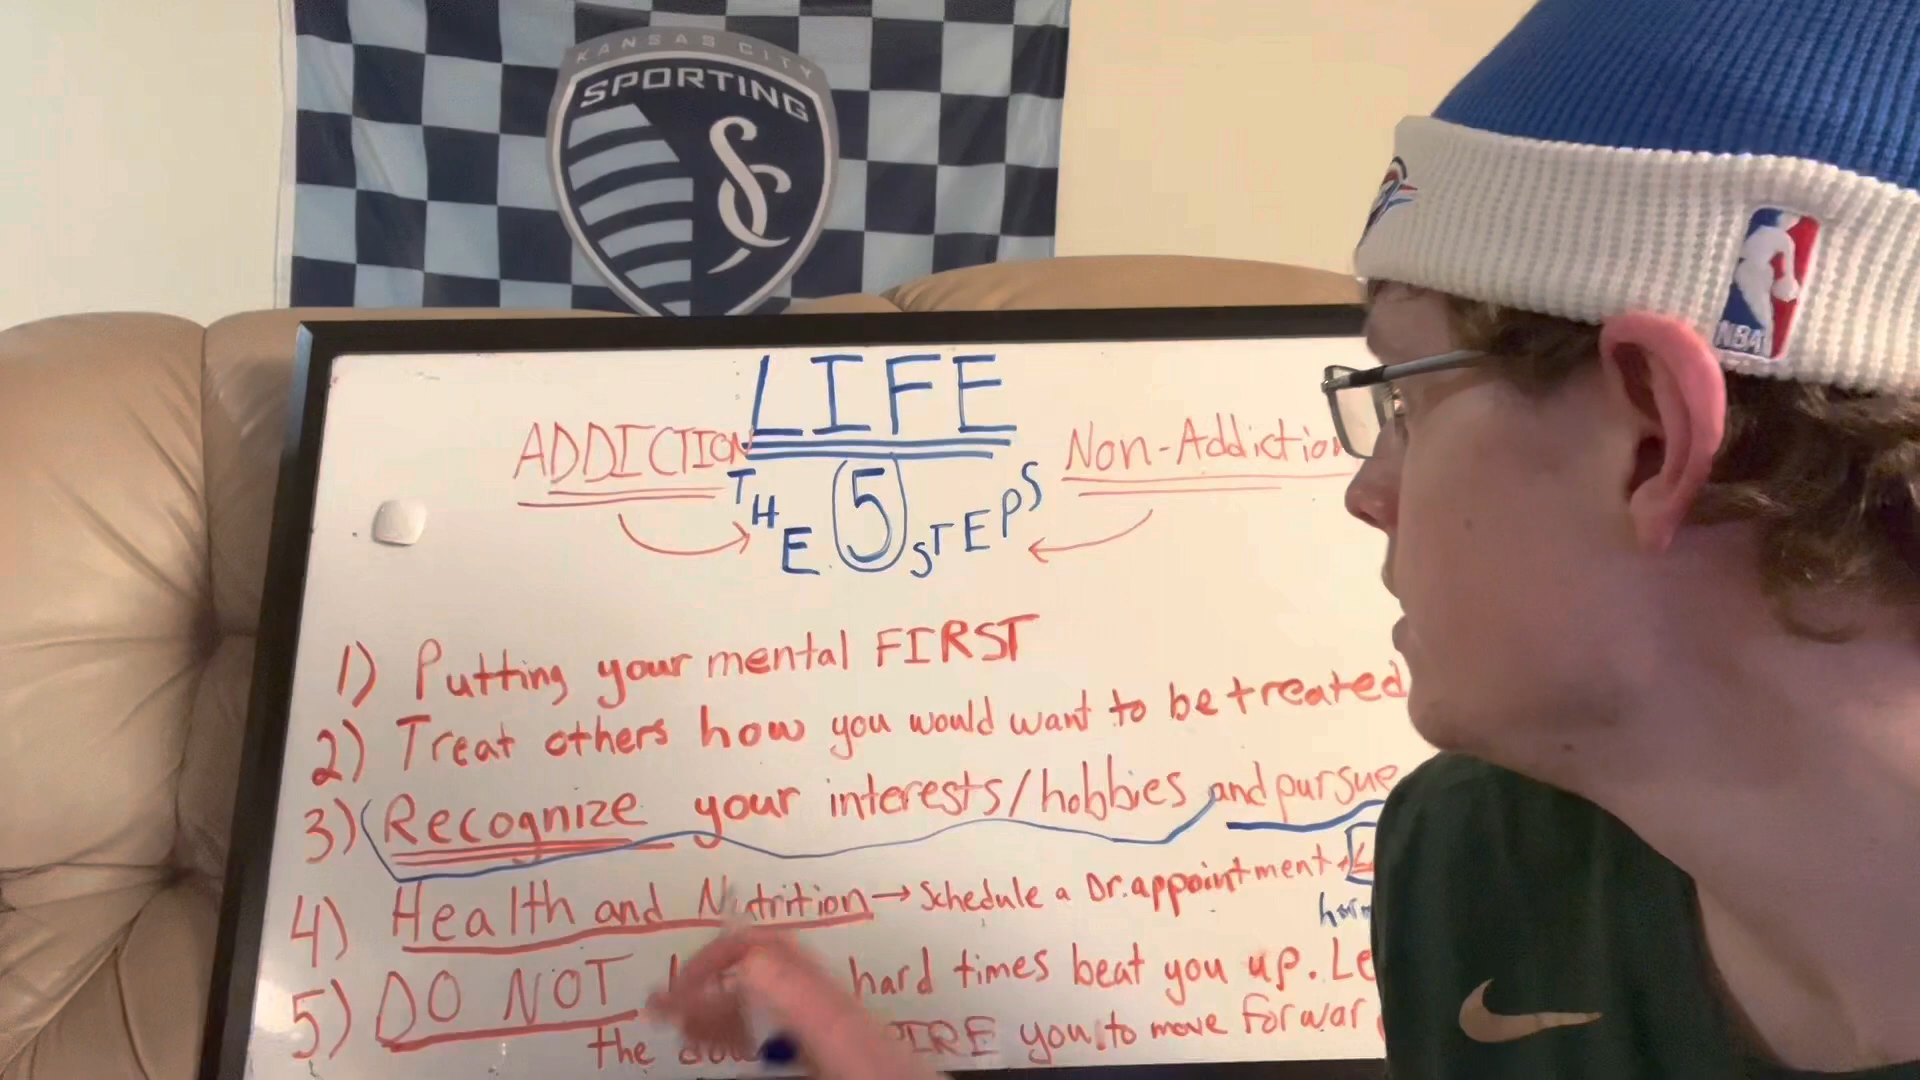 KANSAS CITY
SPORTING
SC
NBA
LIFE
ADDICTION
Non-Addiction
THE 5 STEPS
1) Putting your mental FIRST
2) Treat others how you would want to be treated
3) Recognize your interests/hobbies and pursue
4) Health and Nutrition → Schedule a Dr. appointment
5) DO NOT hard times beat you up.
the you to move forwar